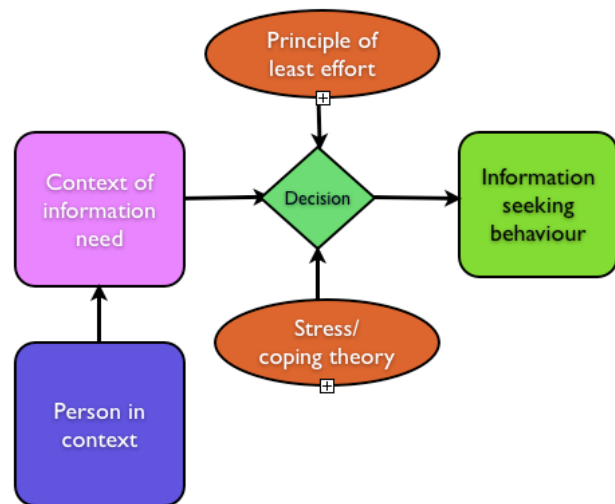 Principle of
least effort
Context of
information
need
Decision
Information
seeking
behaviour
Stress/
coping theory
Person in
context